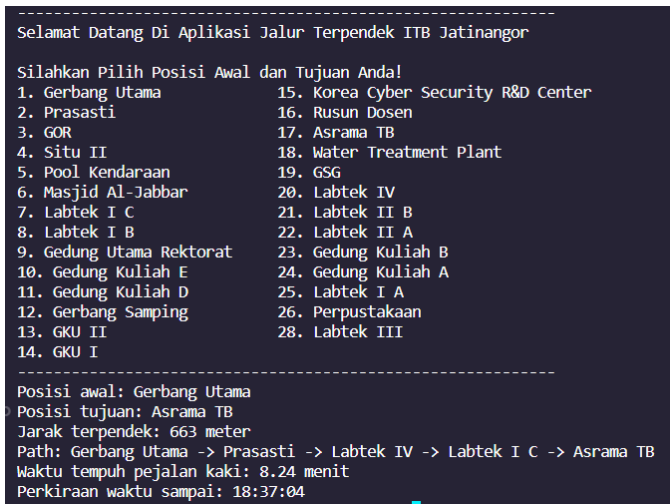 ------------------------------------------------------------
Selamat Datang Di Aplikasi Jalur Terpendek ITB Jatinangor
Silahkan Pilih Posisi Awal dan Tujuan Anda!
1. Gerbang Utama 15. Korea Cyber Security R&D Center
2. Prasasti 16. Rusun Dosen
3. GOR 17. Asrama TB
4. Situ II 18. Water Treatment Plant
5. Pool Kendaraan 19. GSG
6. Masjid Al-Jabbar 20. Labtek IV
7. Labtek I C 21. Labtek II B
8. Labtek I B 22. Labtek II A
9. Gedung Utama Rektorat 23. Gedung Kuliah B
10. Gedung Kuliah E 24. Gedung Kuliah A
11. Gedung Kuliah D 25. Labtek I A
12. Gerbang Samping 26. Perpustakaan
13. GKU II 28. Labtek III
14. GKU I
------------------------------------------------------------
Posisi awal: Gerbang Utama
Posisi tujuan: Asrama TB
Jarak terpendek: 663 meter
Path: Gerbang Utama -> Prasasti -> Labtek IV -> Labtek I C -> Asrama TB
Waktu tempuh pejalan kaki: 8.24 menit
Perkiraan waktu sampai: 18:37:04